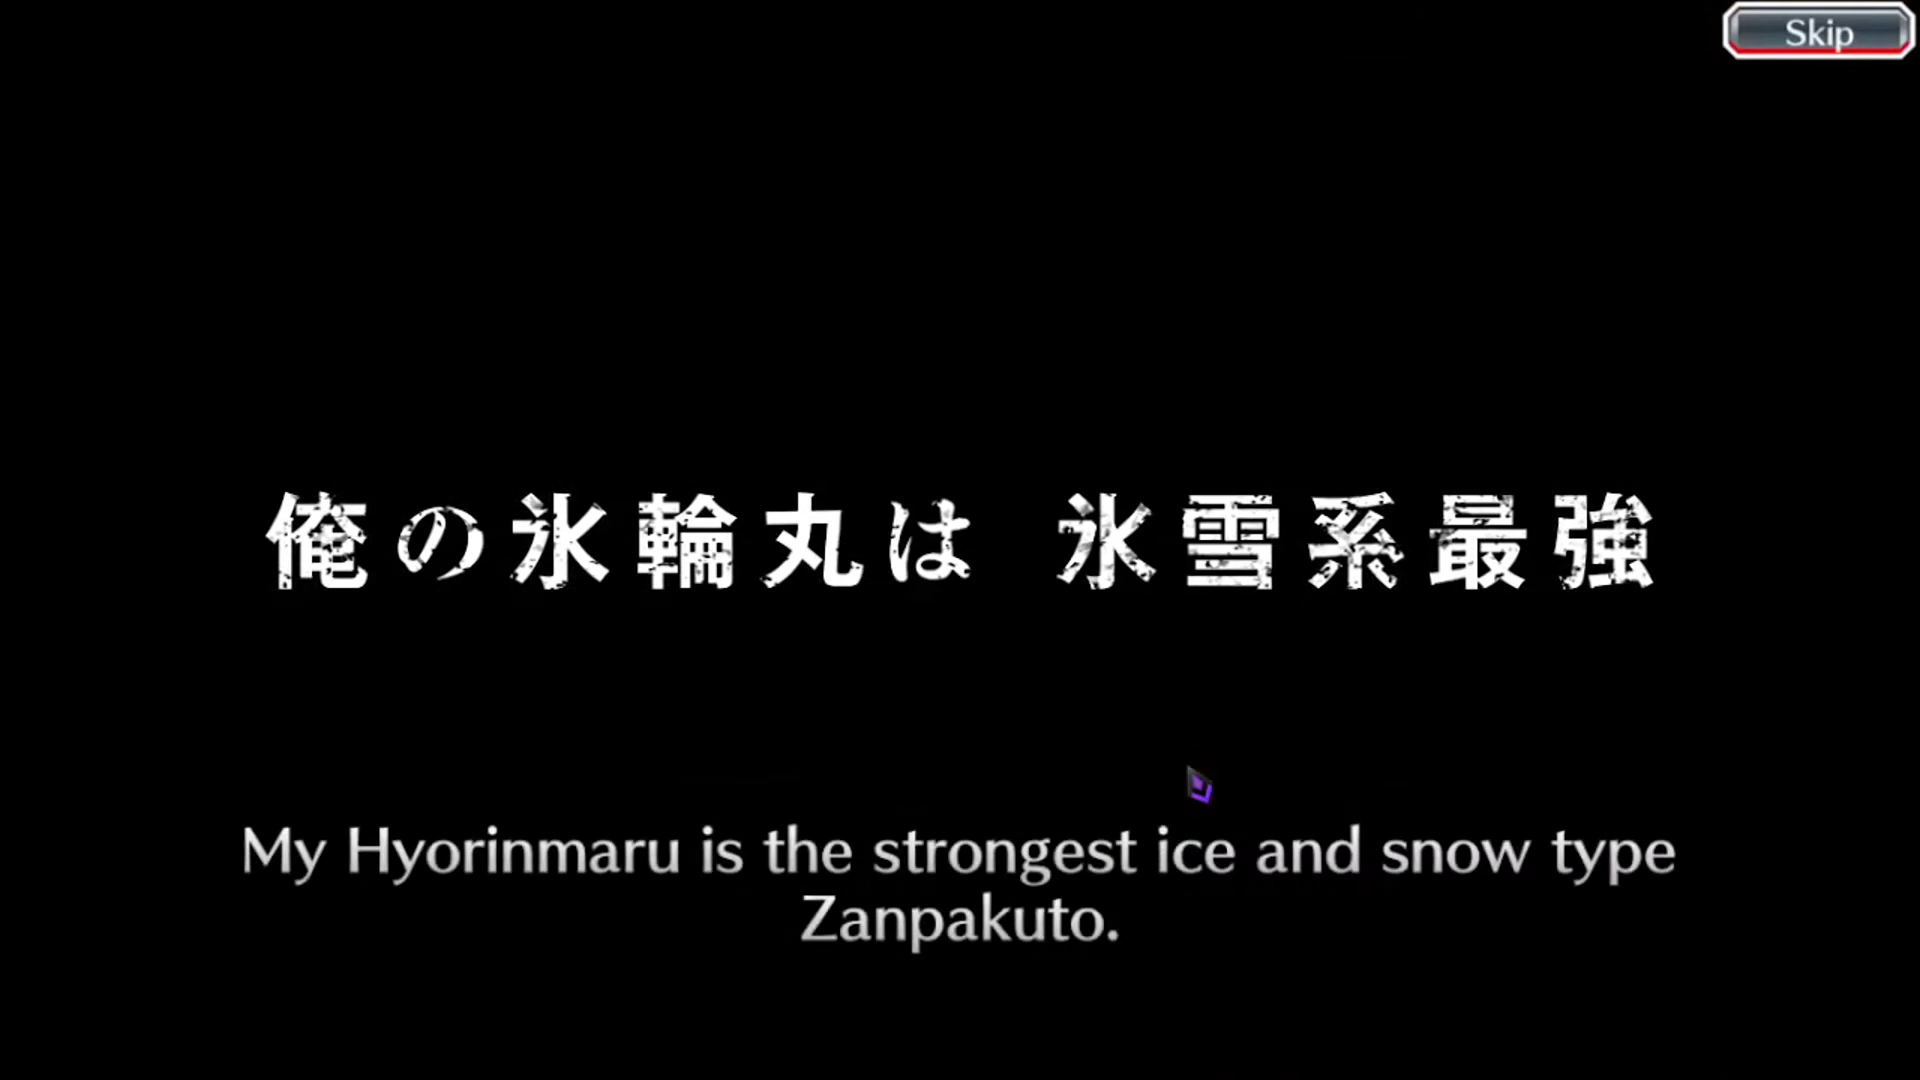 Skip
俺の氷輪丸は 氷雪系最強
My Hyorinmaru is the strongest ice and snow type
Zanpakuto.